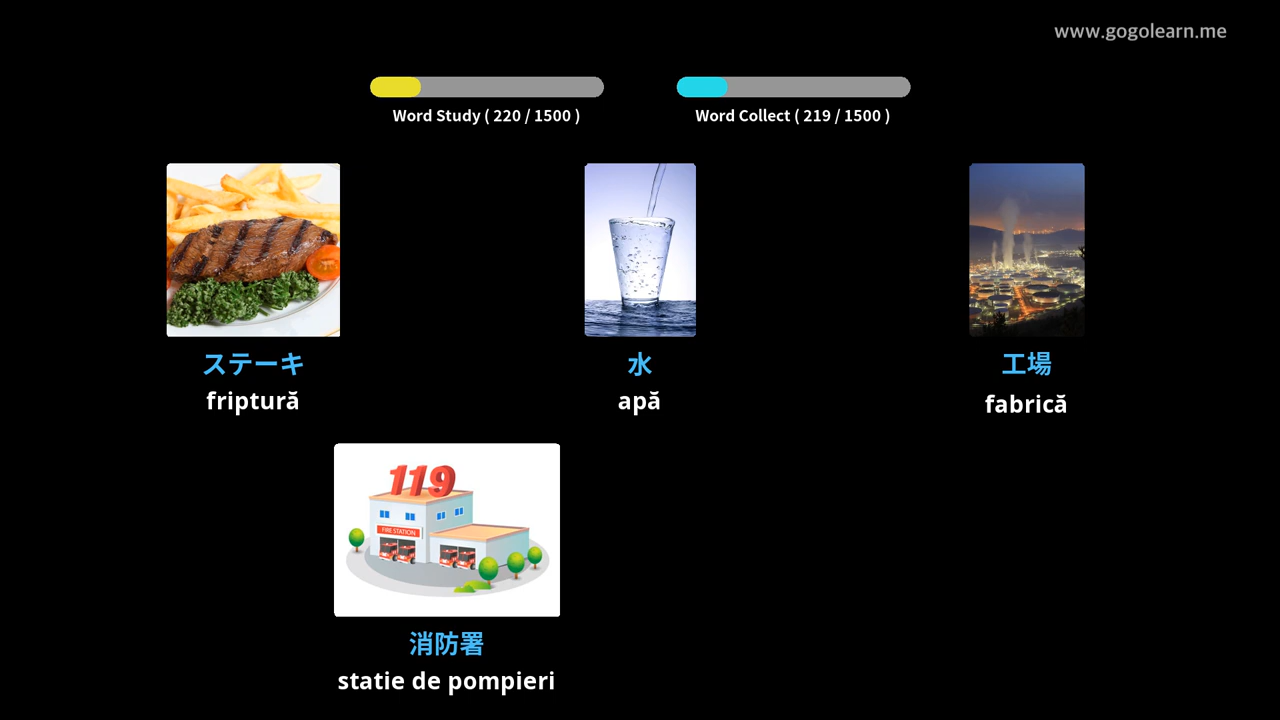 www.gogolearn.me
Word Study ( 220 / 1500 )
Word Collect ( 219 / 1500 )
ステーキ
friptură
水
apă
工場
fabrică
119
FIRE STATION
消防署
statie de pompieri